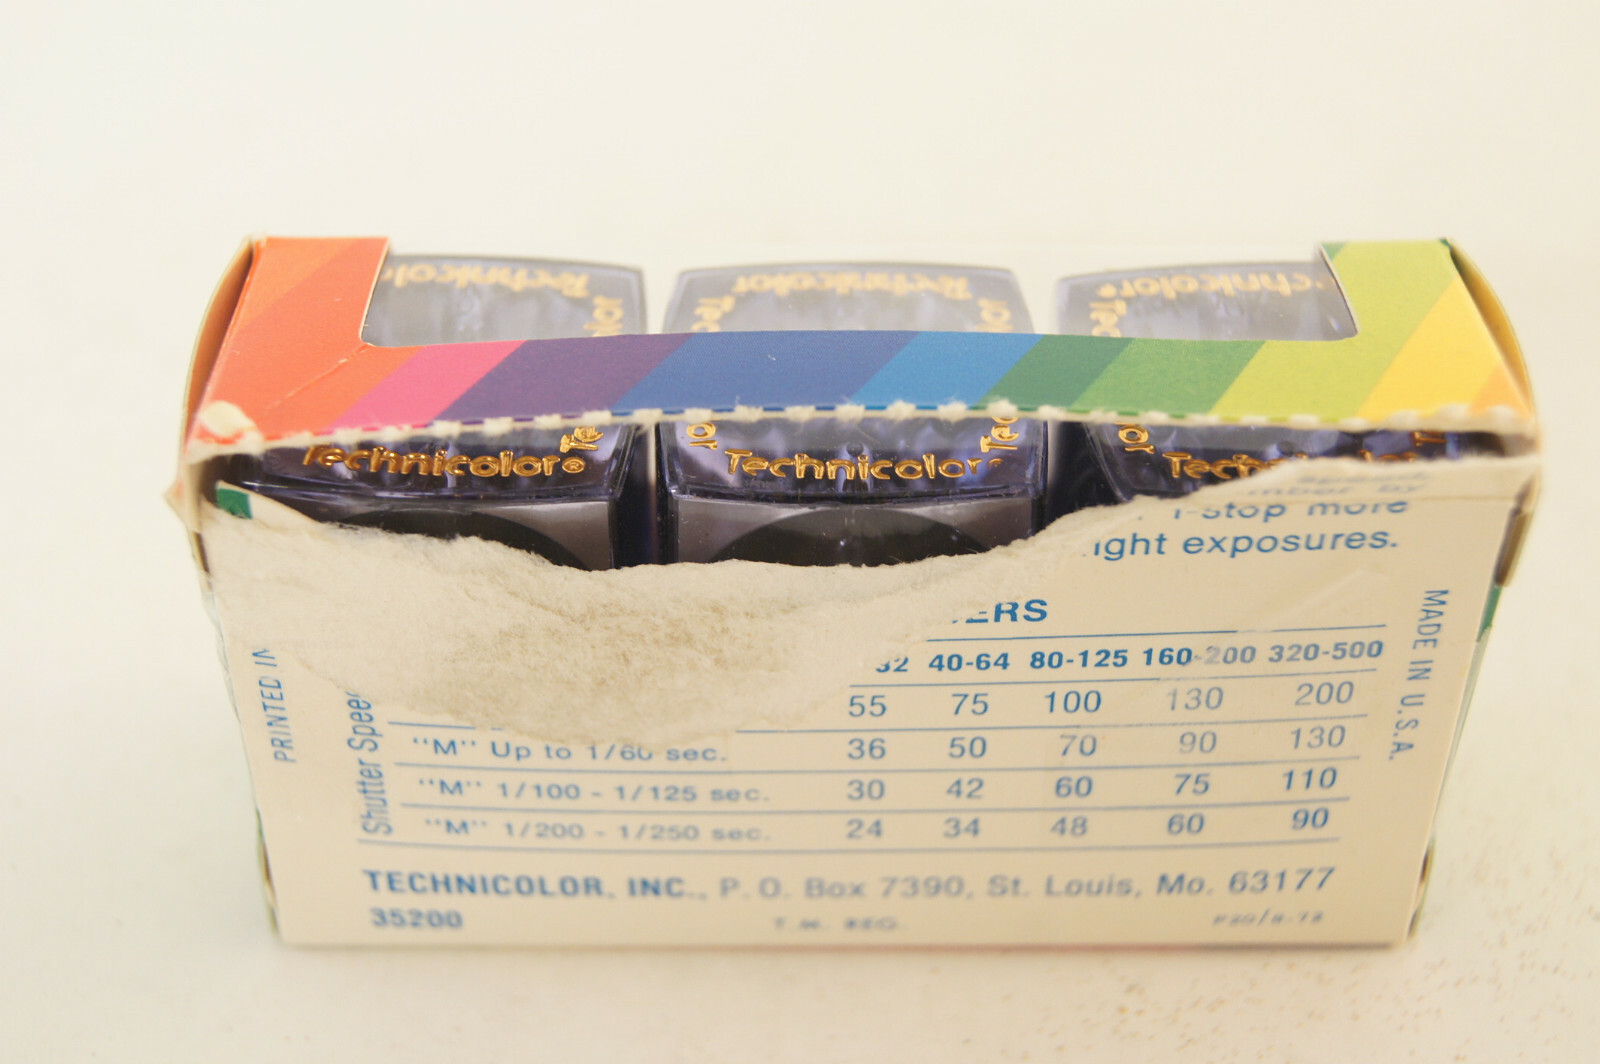 Technicolor Technicolor
Technicolor
Technicolor
Technicolor®
Technicolor
1-stop more
exposures.
32 40-64 80-125 160-200 320-500
55 75 100 130 200
"M" Up to 1/60 sec. 36 50 70 90 130
"M" 1/100 - 1/125 sec. 30 42 60 75 110
"M" 1/200 - 1/250 sec. 24 34 48 60 90
Shutter
PRINTED IN
MADE IN U.S.A.
TECHNICOLOR, INC., P.O. Box 7390, St. Louis, Mo. 63177
35200 T.M. REG.